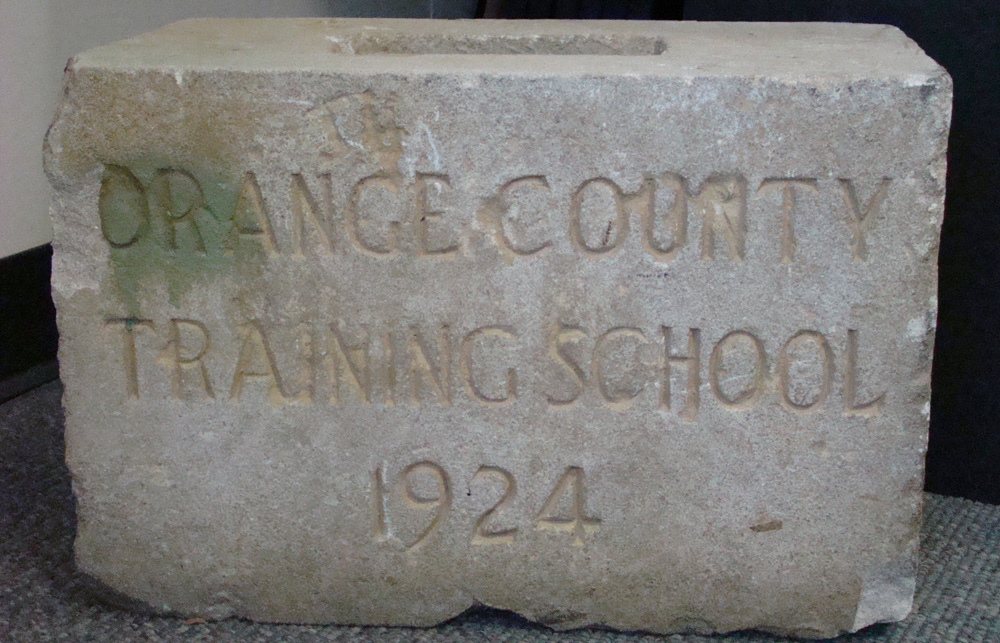 ORANGE COUNTY
TRAINING SCHOOL
1924